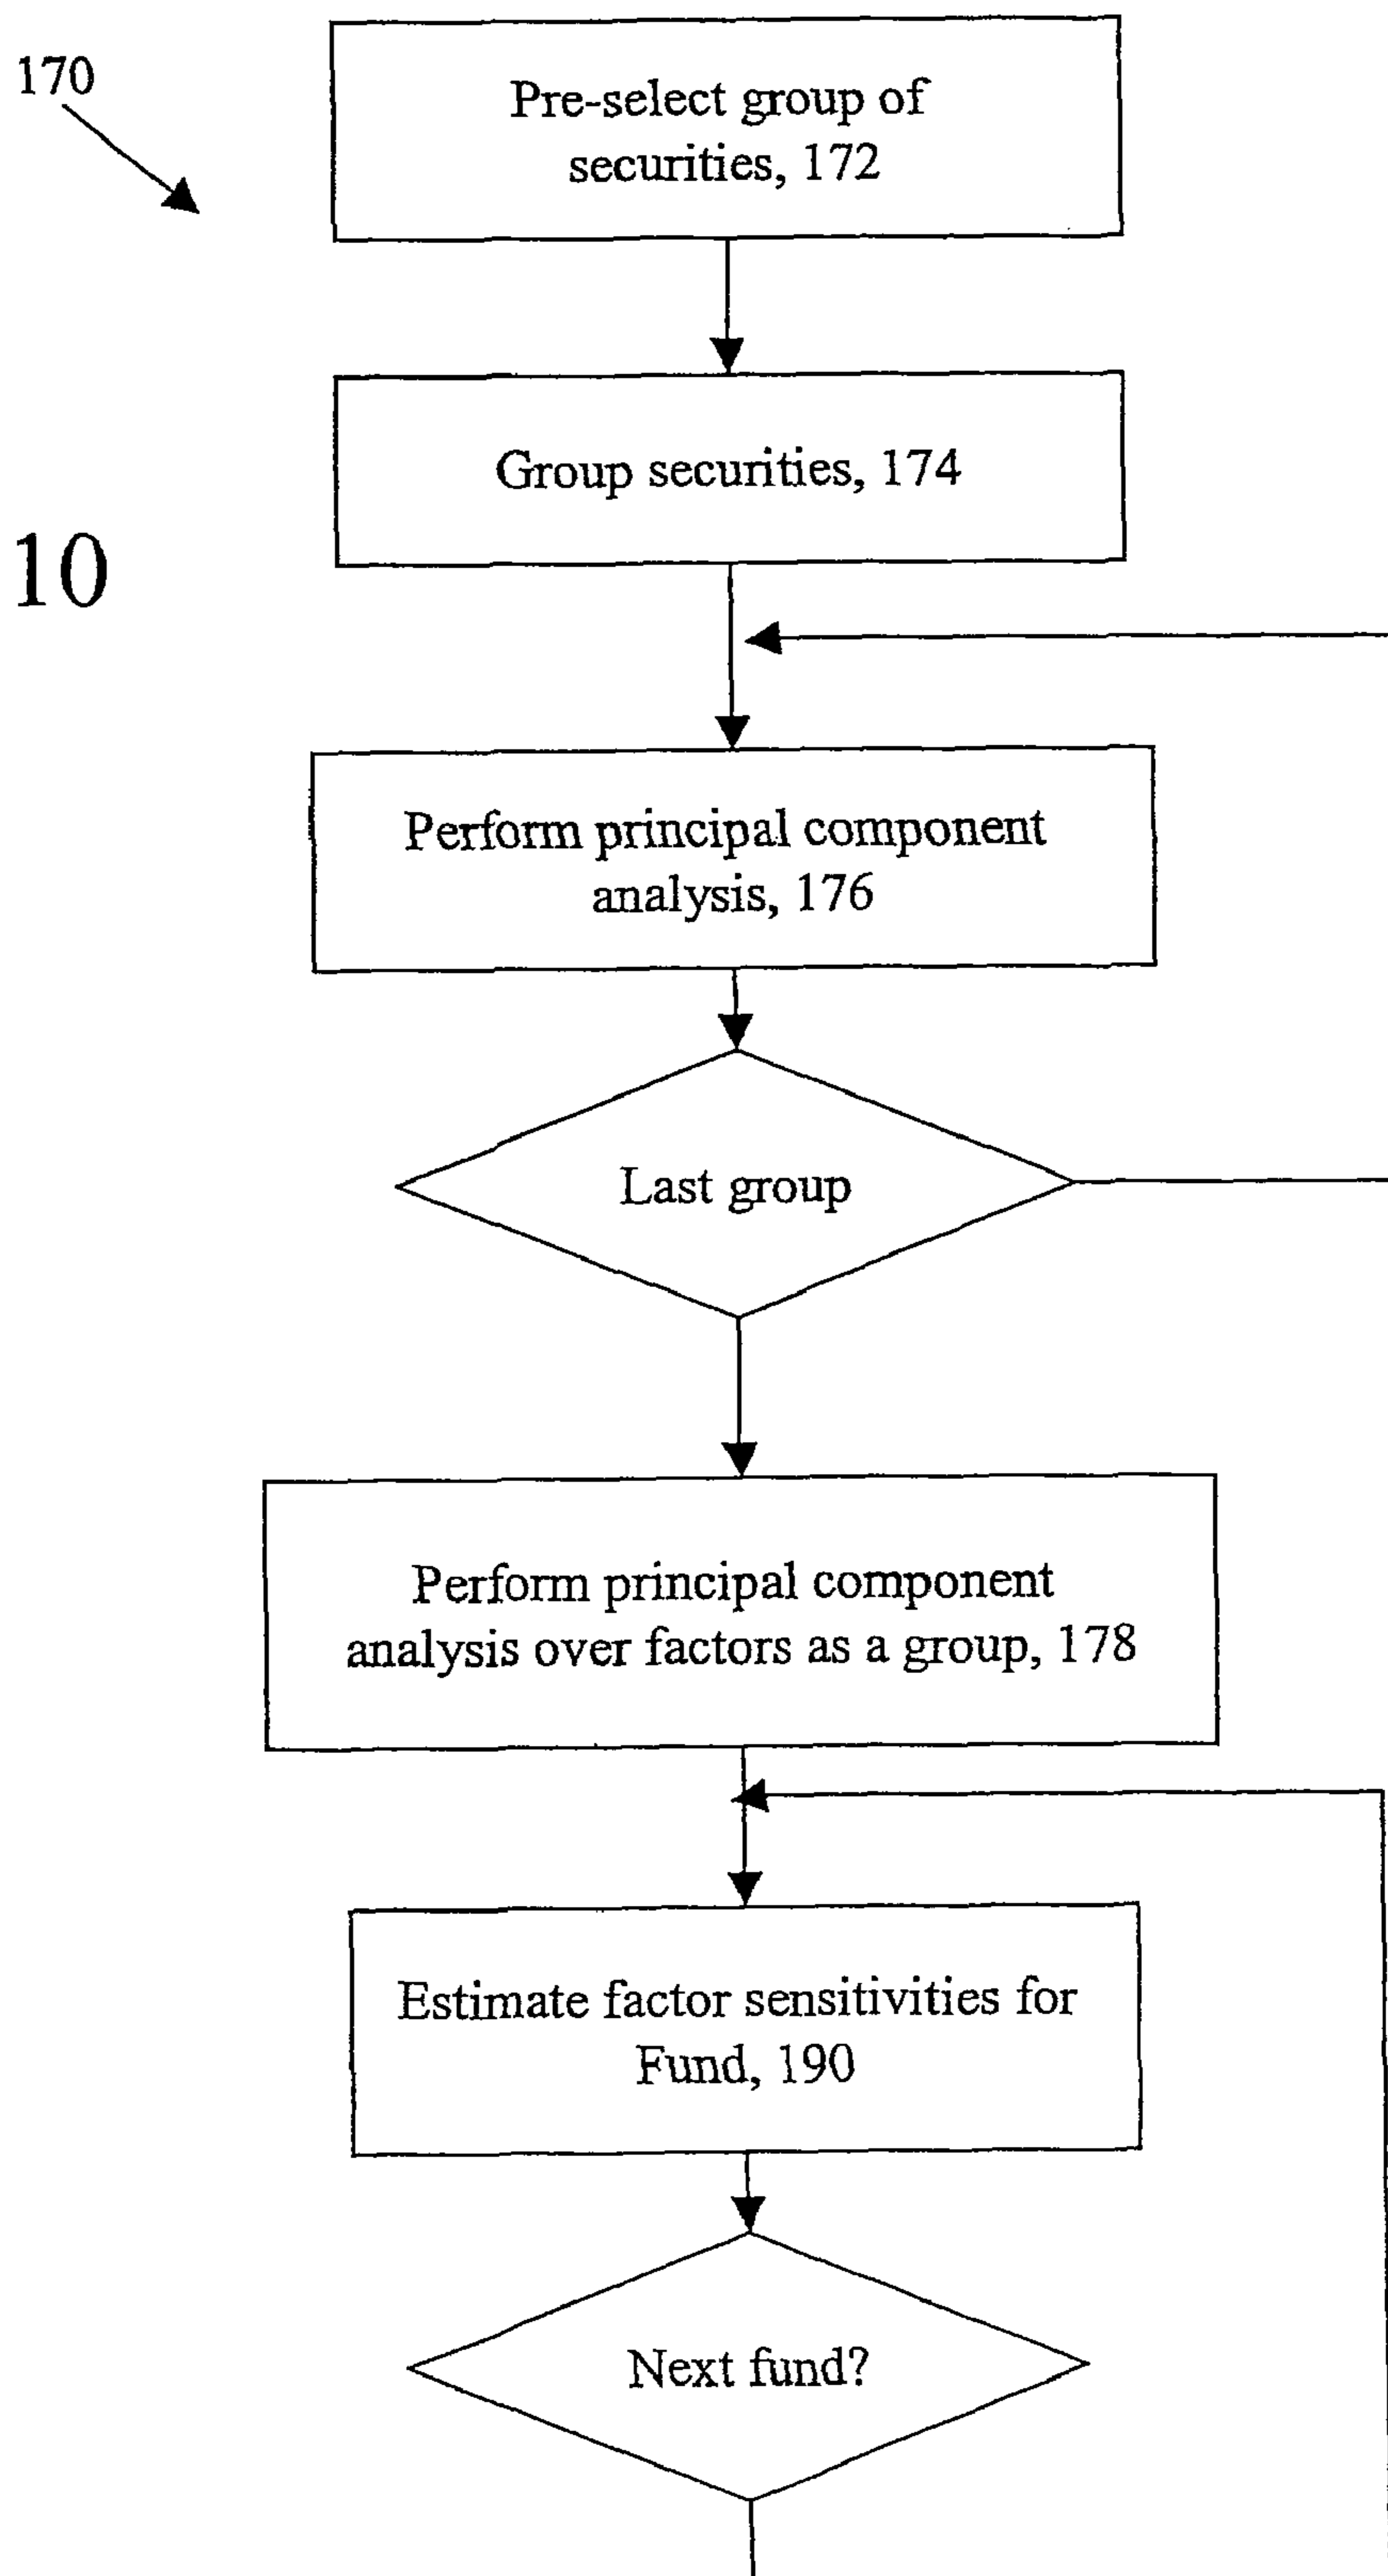 170
Pre-select group of
securities, 172
Group securities, 174
10
Perform principal component
analysis, 176
Last group
Perform principal component
analysis over factors as a group, 178
Estimate factor sensitivities for
Fund, 190
Next fund?